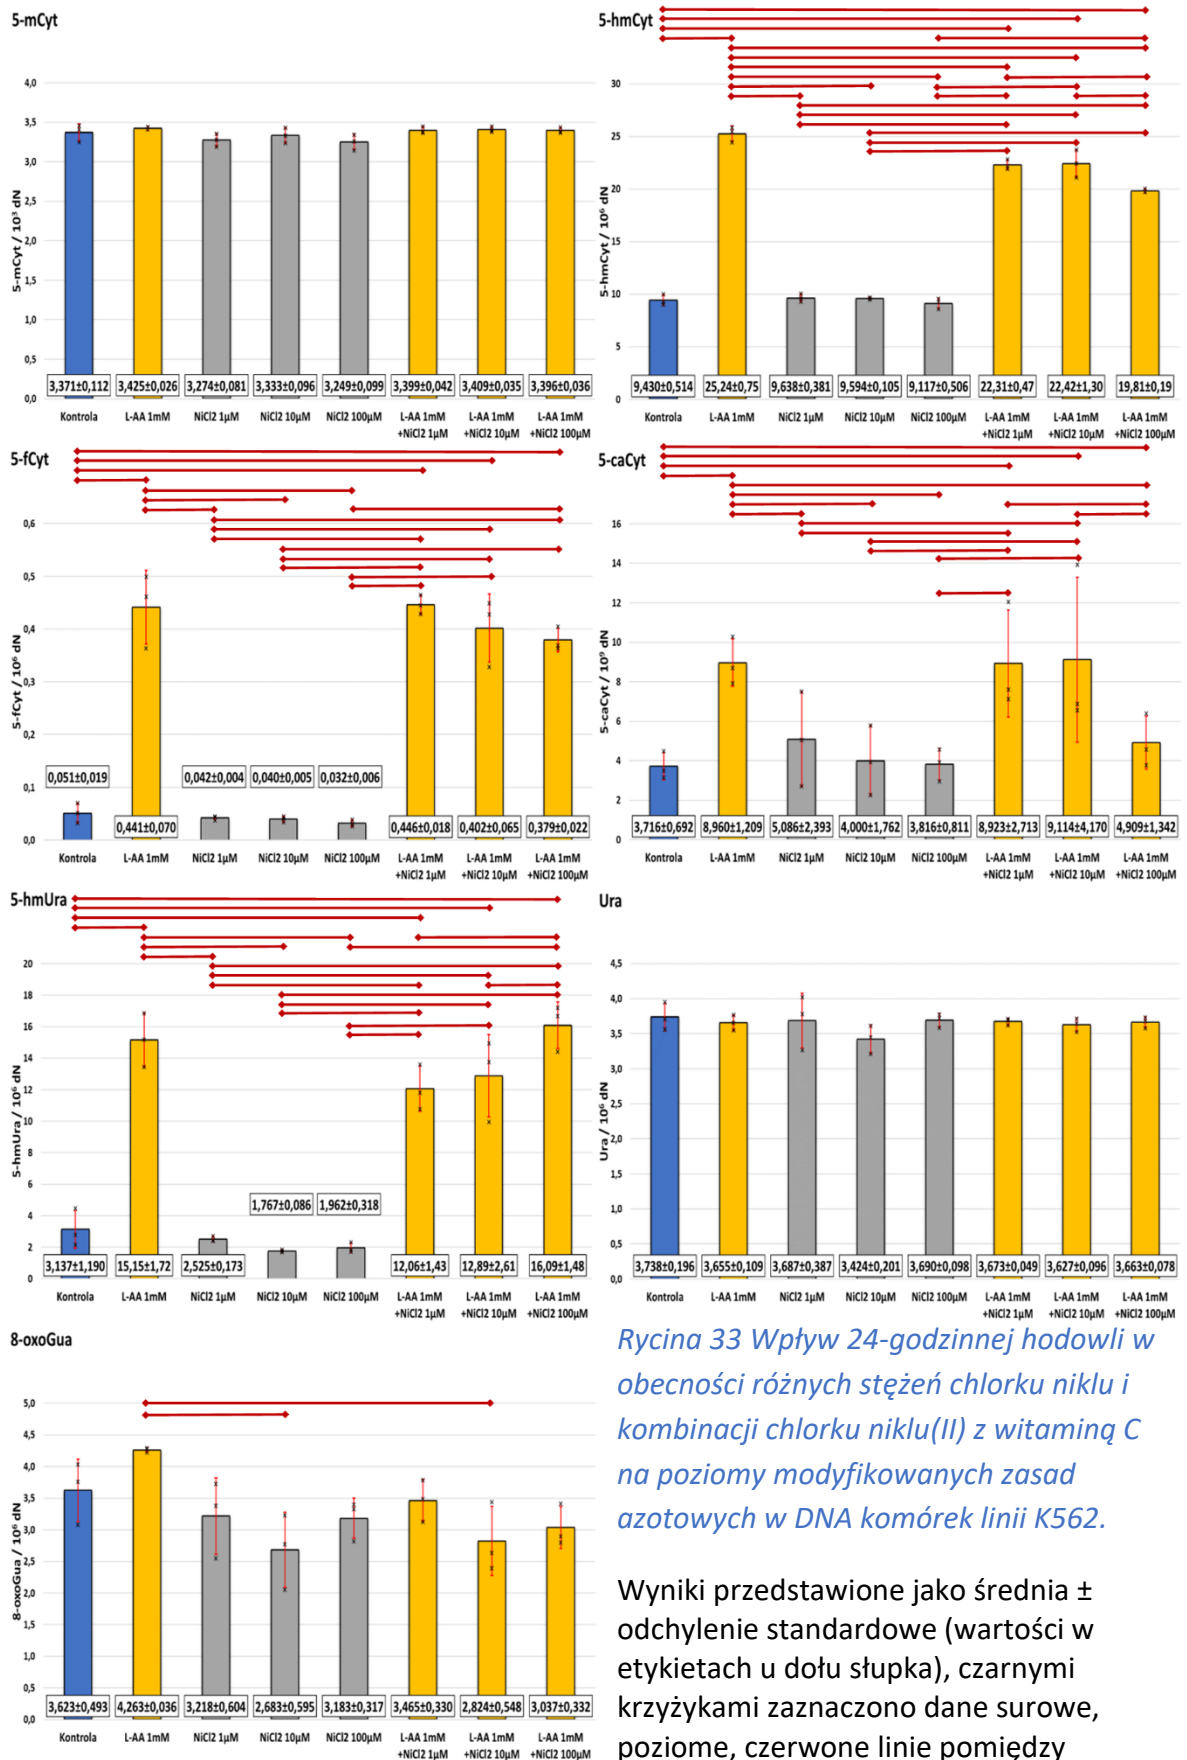 5-mCyt
4,0
3,5
3,0
2,5
2,0
1,5
1,0
0,5
0,0
5-mCyt / 10³ dN
3,371±0,112 3,425±0,026 3,274±0,081 3,333±0,096 3,249±0,099 3,399±0,042 3,409±0,035 3,396±0,036
Kontrola L-AA 1mM NiCl2 1µM NiCl2 10µM NiCl2 100µM L-AA 1mM L-AA 1mM L-AA 1mM
+NiCl2 1µM +NiCl2 10µM +NiCl2 100µM
5-hmCyt
30
25
20
15
10
5
0
5-hmCyt / 10⁶ dN
9,430±0,514 25,24±0,75 9,638±0,381 9,594±0,105 9,117±0,506 22,31±0,47 22,42±1,30 19,81±0,19
Kontrola L-AA 1mM NiCl2 1µM NiCl2 10µM NiCl2 100µM L-AA 1mM L-AA 1mM L-AA 1mM
+NiCl2 1µM +NiCl2 10µM +NiCl2 100µM
5-fCyt
0,6
0,5
0,4
0,3
0,2
0,1
0,0
5-fCyt / 10⁶ dN
0,051±0,019 0,042±0,004 0,040±0,005 0,032±0,006
0,441±0,070 0,446±0,018 0,402±0,065 0,379±0,022
Kontrola L-AA 1mM NiCl2 1µM NiCl2 10µM NiCl2 100µM L-AA 1mM L-AA 1mM L-AA 1mM
+NiCl2 1µM +NiCl2 10µM +NiCl2 100µM
5-caCyt
16
14
12
10
8
6
4
2
0
5-caCyt / 10⁹ dN
3,716±0,692 8,960±1,209 5,086±2,393 4,000±1,762 3,816±0,811 8,923±2,713 9,114±4,170 4,909±1,342
Kontrola L-AA 1mM NiCl2 1µM NiCl2 10µM NiCl2 100µM L-AA 1mM L-AA 1mM L-AA 1mM
+NiCl2 1µM +NiCl2 10µM +NiCl2 100µM
5-hmUra
20
18
16
14
12
10
8
6
4
2
0
5-hmUra / 10⁶ dN
1,767±0,086 1,962±0,318
3,137±1,190 15,15±1,72 2,525±0,173 12,06±1,43 12,89±2,61 16,09±1,48
Kontrola L-AA 1mM NiCl2 1µM NiCl2 10µM NiCl2 100µM L-AA 1mM L-AA 1mM L-AA 1mM
+NiCl2 1µM +NiCl2 10µM +NiCl2 100µM
Ura
4,5
4,0
3,5
3,0
2,5
2,0
1,5
1,0
0,5
0,0
Ura / 10⁶ dN
3,738±0,196 3,655±0,109 3,687±0,387 3,424±0,201 3,690±0,098 3,673±0,049 3,627±0,096 3,663±0,078
Kontrola L-AA 1mM NiCl2 1µM NiCl2 10µM NiCl2 100µM L-AA 1mM L-AA 1mM L-AA 1mM
+NiCl2 1µM +NiCl2 10µM +NiCl2 100µM
8-oxoGua
5,0
4,5
4,0
3,5
3,0
2,5
2,0
1,5
1,0
0,5
0,0
8-oxoGua / 10⁶ dN
3,623±0,493 4,263±0,036 3,218±0,604 2,683±0,595 3,183±0,317 3,465±0,330 2,824±0,548 3,037±0,332
Kontrola L-AA 1mM NiCl2 1µM NiCl2 10µM NiCl2 100µM L-AA 1mM L-AA 1mM L-AA 1mM
+NiCl2 1µM +NiCl2 10µM +NiCl2 100µM
Rycina 33 Wpływ 24-godzinnej hodowli w
obecności różnych stężeń chlorku niklu i
kombinacji chlorku niklu(II) z witaminą C
na poziomy modyfikowanych zasad
azotowych w DNA komórek linii K562.
Wyniki przedstawione jako średnia ±
odchylenie standardowe (wartości w
etykietach u dołu słupka), czarnymi
krzyżykami zaznaczono dane surowe,
poziome, czerwone linie pomiędzy